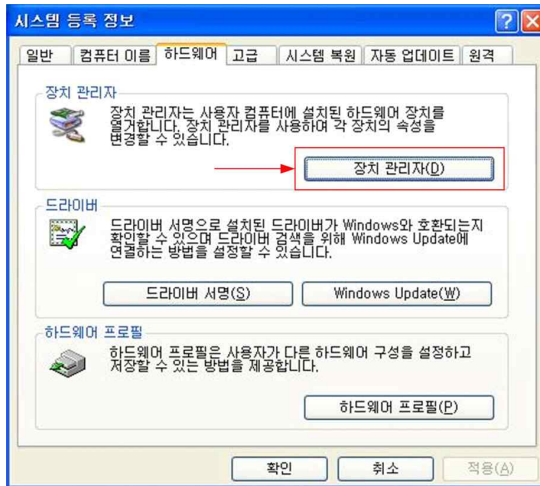 시스템 등록 정보
일반 컴퓨터 이름 하드웨어 고급 시스템 복원 자동 업데이트 원격
장치 관리자
장치 관리자는 사용자 컴퓨터에 설치된 하드웨어 장치를
열거합니다. 장치 관리자를 사용하여 각 장치의 속성을
변경할 수 있습니다.
장치 관리자(D)
드라이버
드라이버 서명으로 설치된 드라이버가 Windows와 호환되는지
확인할 수 있으며 드라이버 검색을 위해 Windows Update에
연결하는 방법을 설정할 수 있습니다.
드라이버 서명(S) Windows Update(W)
하드웨어 프로필
하드웨어 프로필은 사용자가 다른 하드웨어 구성을 설정하고
저장할 수 있는 방법을 제공합니다.
하드웨어 프로필(P)
확인 취소 적용(A)